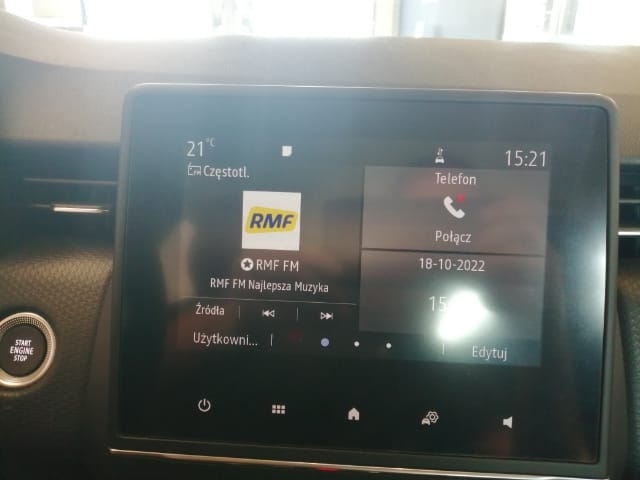 21°C
15:21
Częstotl.
RMF
RMF FM
RMF FM Najlepsza Muzyka
Źródła
Użytkowni...
Telefon
Połącz
18-10-2022
Edytuj
START
ENGINE
STOP